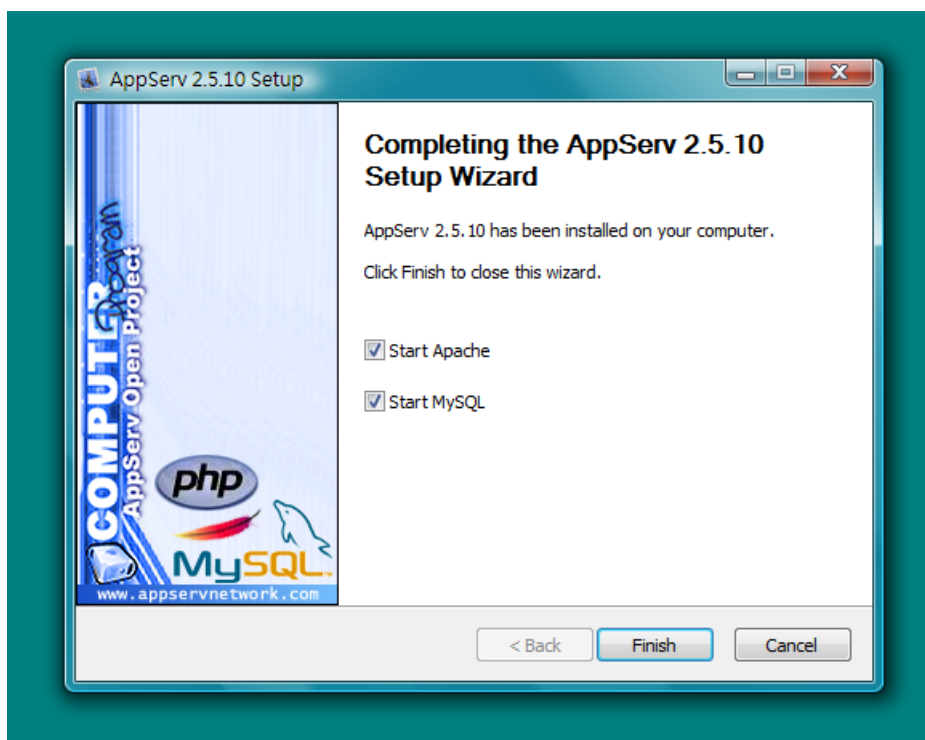 AppServ 2.5.10 Setup
Completing the AppServ 2.5.10
Setup Wizard
AppServ 2.5.10 has been installed on your computer.
Click Finish to close this wizard.
Start Apache
Start MySQL
COMPUTER
Program
AppServ Open Project
php
MySQL
www.appservnetwork.com
< Back
Finish
Cancel